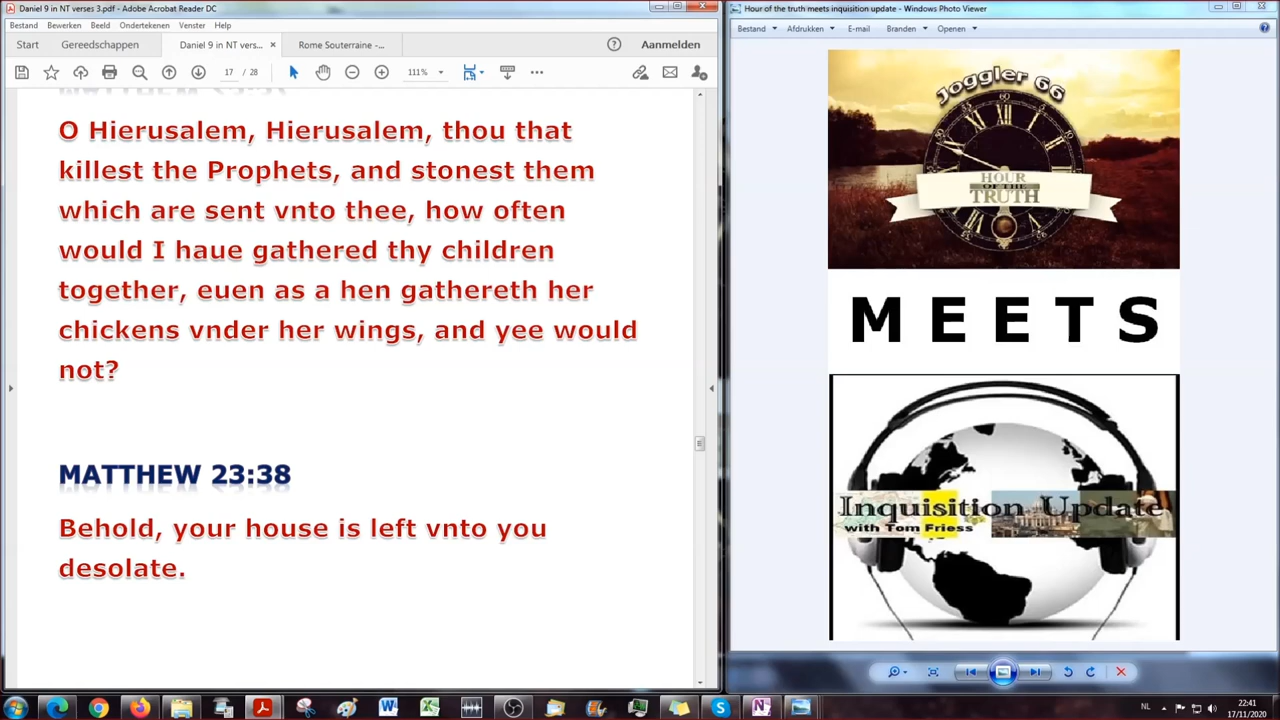 Daniel 9 in NT verses 3.pdf - Adobe Acrobat Reader DC
Bestand Bewerken Beeld Ondertekenen Venster Help
Start Gereedschappen Daniel 9 in NT vers... × Rome Souterraine -... Aanmelden
17 / 28 111%
O Hierusalem, Hierusalem, thou that
killest the Prophets, and stonest them
which are sent vnto thee, how often
would I haue gathered thy children
together, euen as a hen gathereth her
chickens vnder her wings, and yee would
not?
MATTHEW 23:38
Behold, your house is left vnto you
desolate.
Hour of the truth meets inquisition update - Windows Photo Viewer
Bestand Afdrukken E-mail Branden Openen
Joggler 66
HOUR
OF THE
TRUTH
MEETS
Inquisition Update
with Tom Friess
NL
22:41
17/11/2020